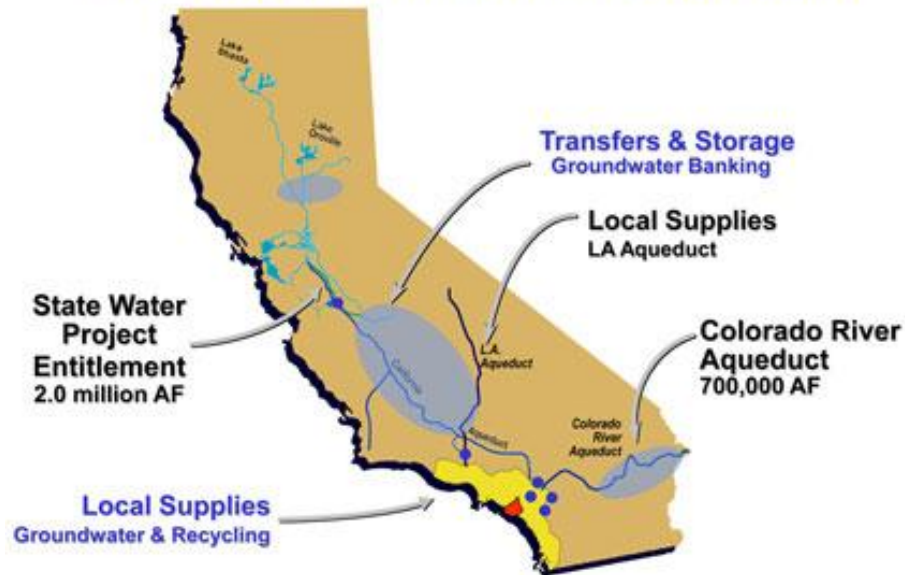 Lake
Shasta
Lake
Oroville
Transfers & Storage
Groundwater Banking
Local Supplies
LA Aqueduct
State Water
Project
Entitlement
2.0 million AF
Colorado River
Aqueduct
700,000 AF
L.A.
Aqueduct
California
Aqueduct
Colorado
River
Aqueduct
Local Supplies
Groundwater & Recycling